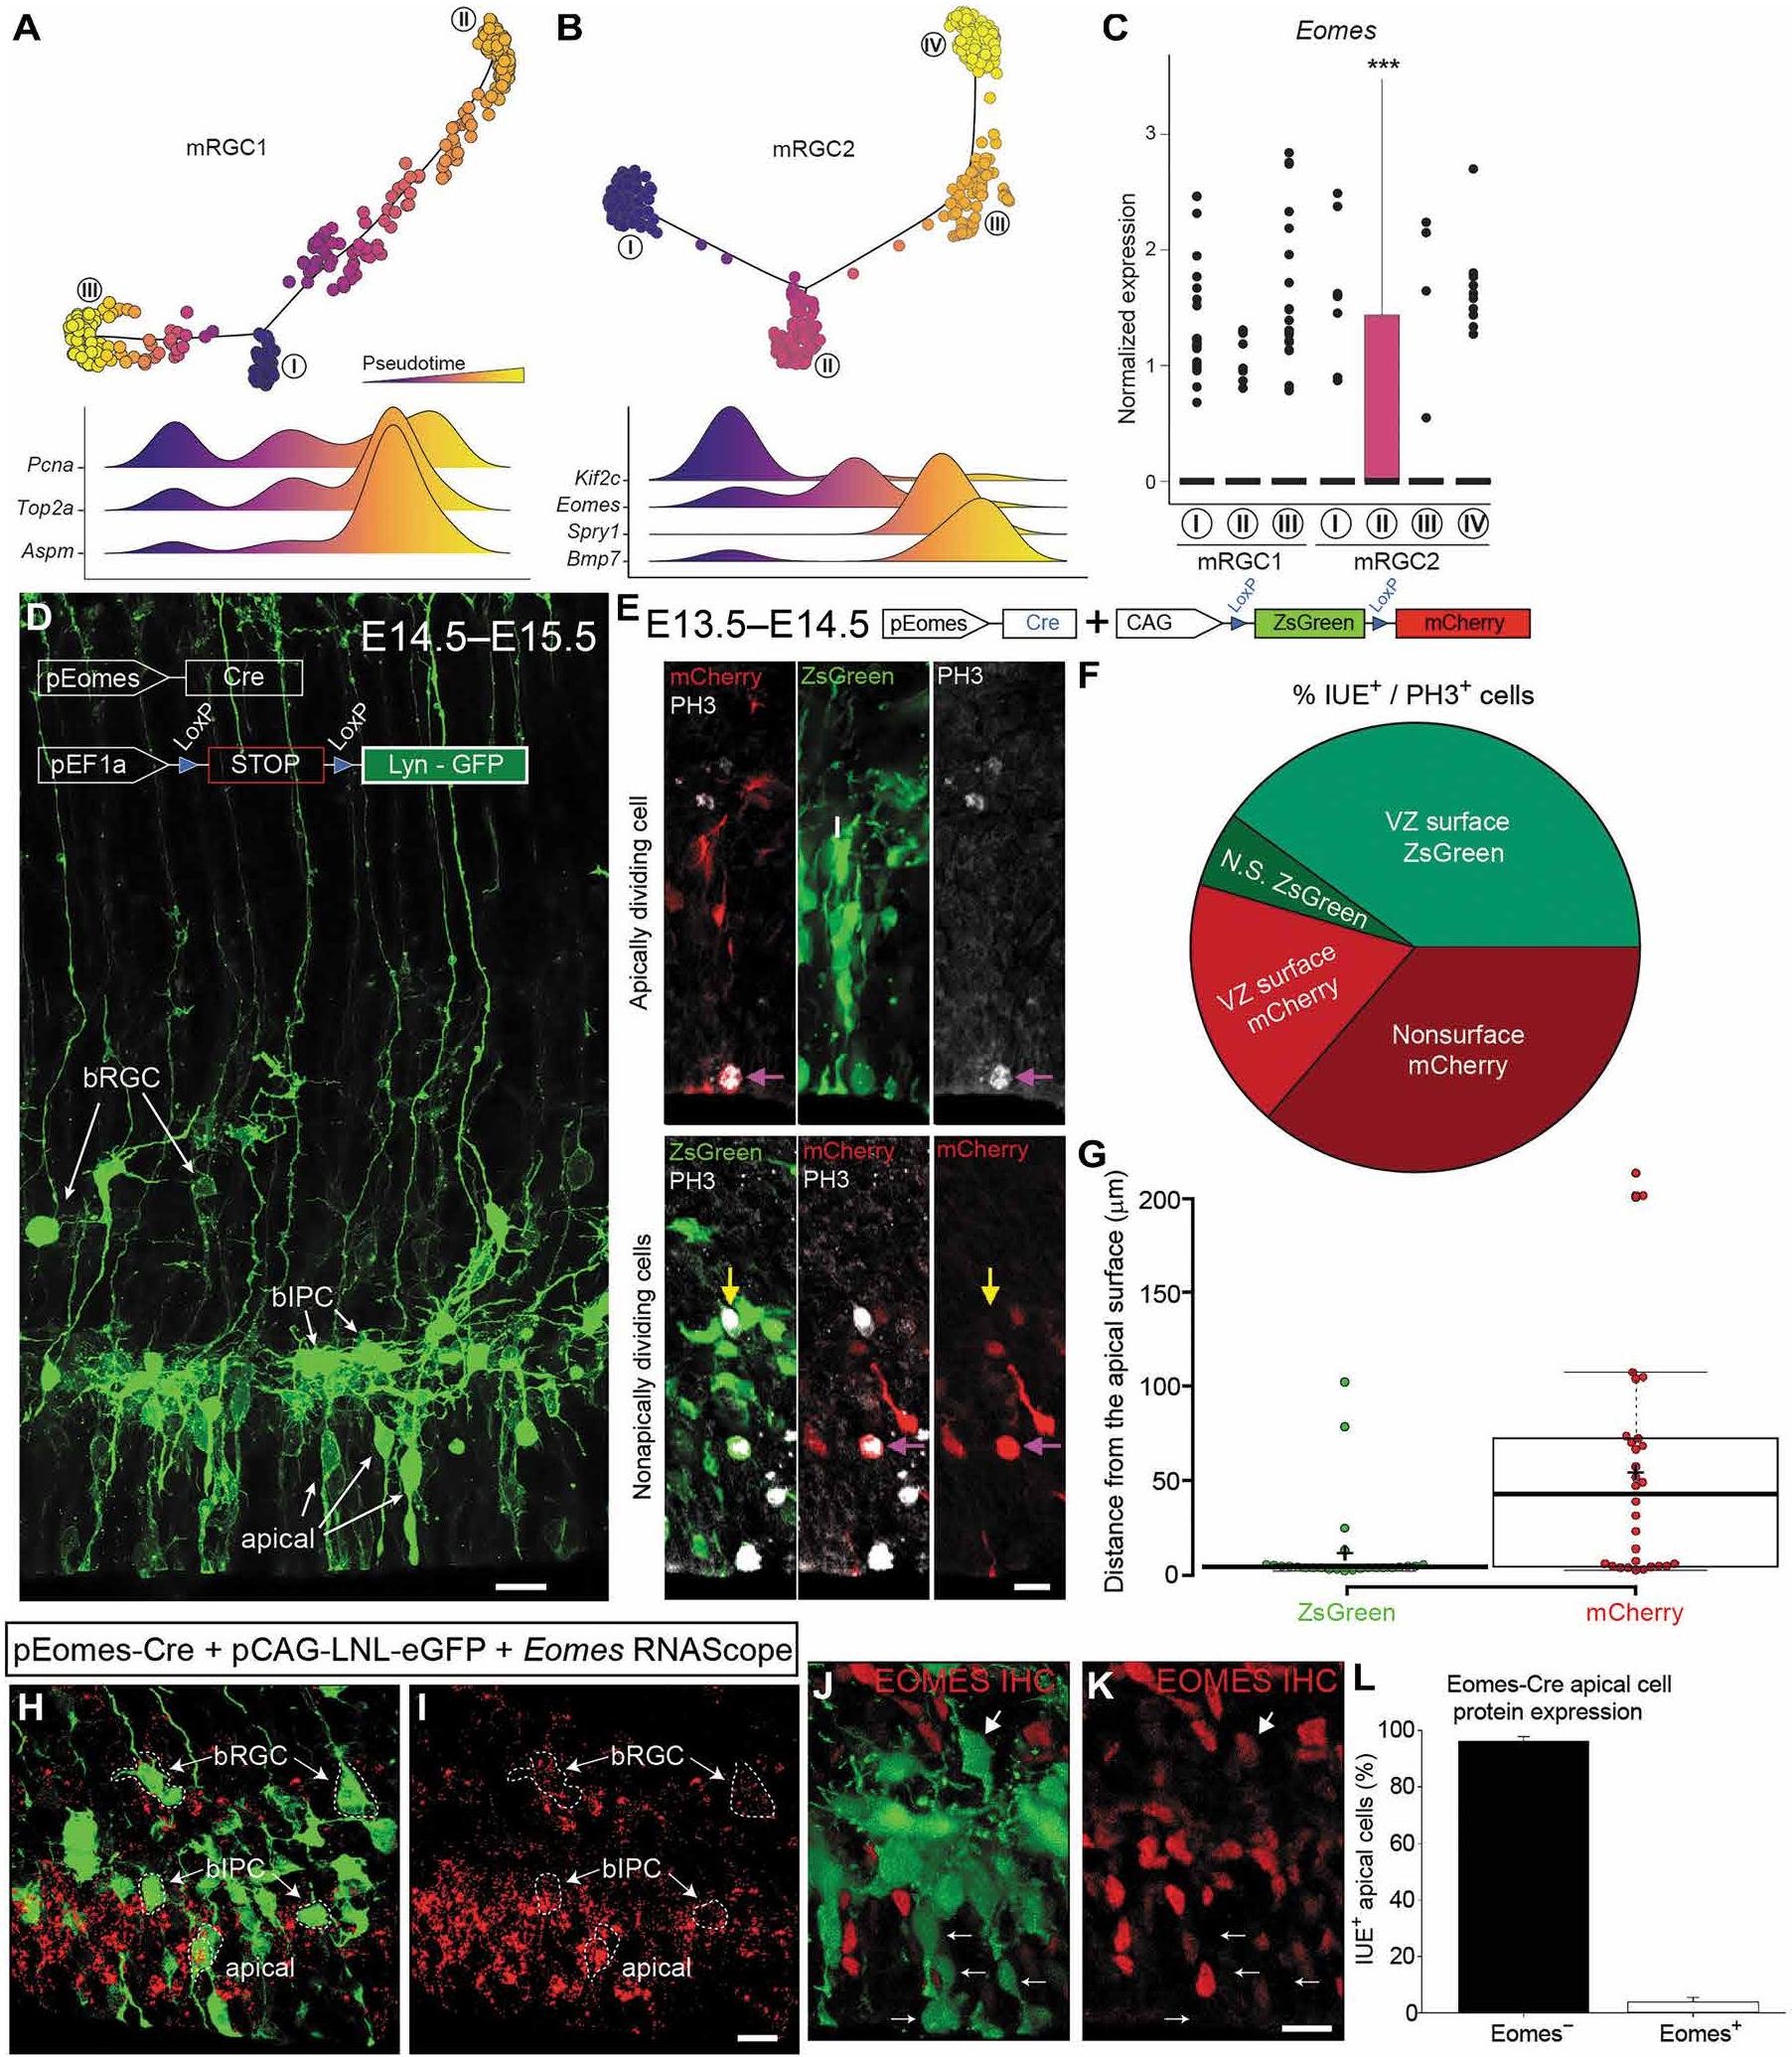 A
II
mRGC1
III
I
Pseudotime
Pcna
Top2a
Aspm
B
IV
mRGC2
I
III
II
Kif2c
Eomes
Spry1
Bmp7
C
Eomes
***
Normalized expression
3
2
1
0
I II III I II III IV
mRGC1 mRGC2
D
E14.5–E15.5
pEomes Cre
LoxP LoxP
pEF1a STOP Lyn - GFP
bRGC
bIPC
apical
E
E13.5–E14.5
pEomes Cre + CAG LoxP ZsGreen LoxP mCherry
Apically dividing cell
mCherry
PH3
ZsGreen
PH3
Nonapically dividing cells
ZsGreen
PH3
mCherry
PH3
mCherry
F
% IUE+ / PH3+ cells
VZ surface
ZsGreen
N.S. ZsGreen
VZ surface
mCherry
Nonsurface
mCherry
G
Distance from the apical surface (µm)
200
150
100
50
0
ZsGreen mCherry
pEomes-Cre + pCAG-LNL-eGFP + Eomes RNAScope
H
bRGC
bIPC
apical
I
bRGC
bIPC
apical
J
EOMES IHC
K
EOMES IHC
L
Eomes-Cre apical cell
protein expression
IUE+ apical cells (%)
100
80
60
40
20
0
Eomes− Eomes+